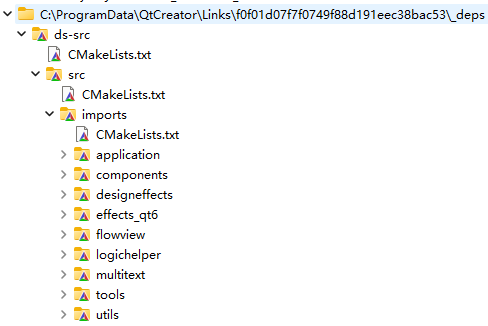 C:\ProgramData\QtCreator\Links\f0f01d07f7f0749f88d191eec38bac53\_deps
ds-src
CMakeLists.txt
src
CMakeLists.txt
imports
CMakeLists.txt
application
components
designeffects
effects_qt6
flowview
logichelper
multitext
tools
utils